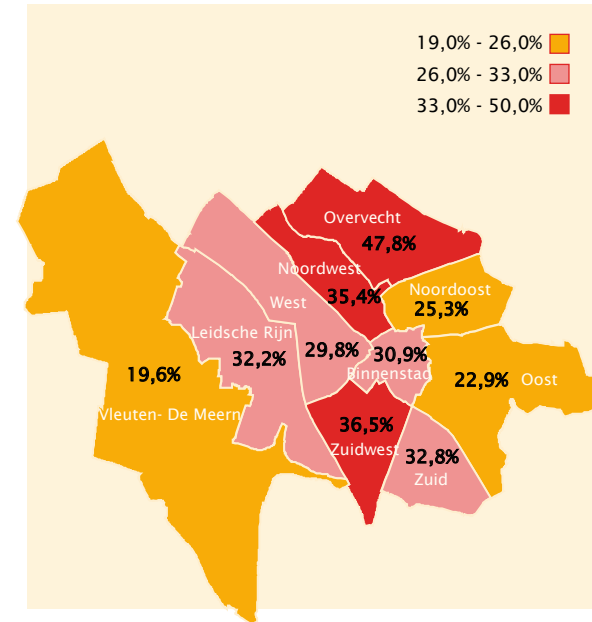 19,0% - 26,0%
26,0% - 33,0%
33,0% - 50,0%
Overvecht
47,8%
Noordwest
35,4%
Noordoost
25,3%
West
29,8%
Leidsche Rijn
32,2%
30,9%
Binnenstad
19,6%
Vleuten- De Meern
22,9%
Oost
36,5%
Zuidwest
32,8%
Zuid